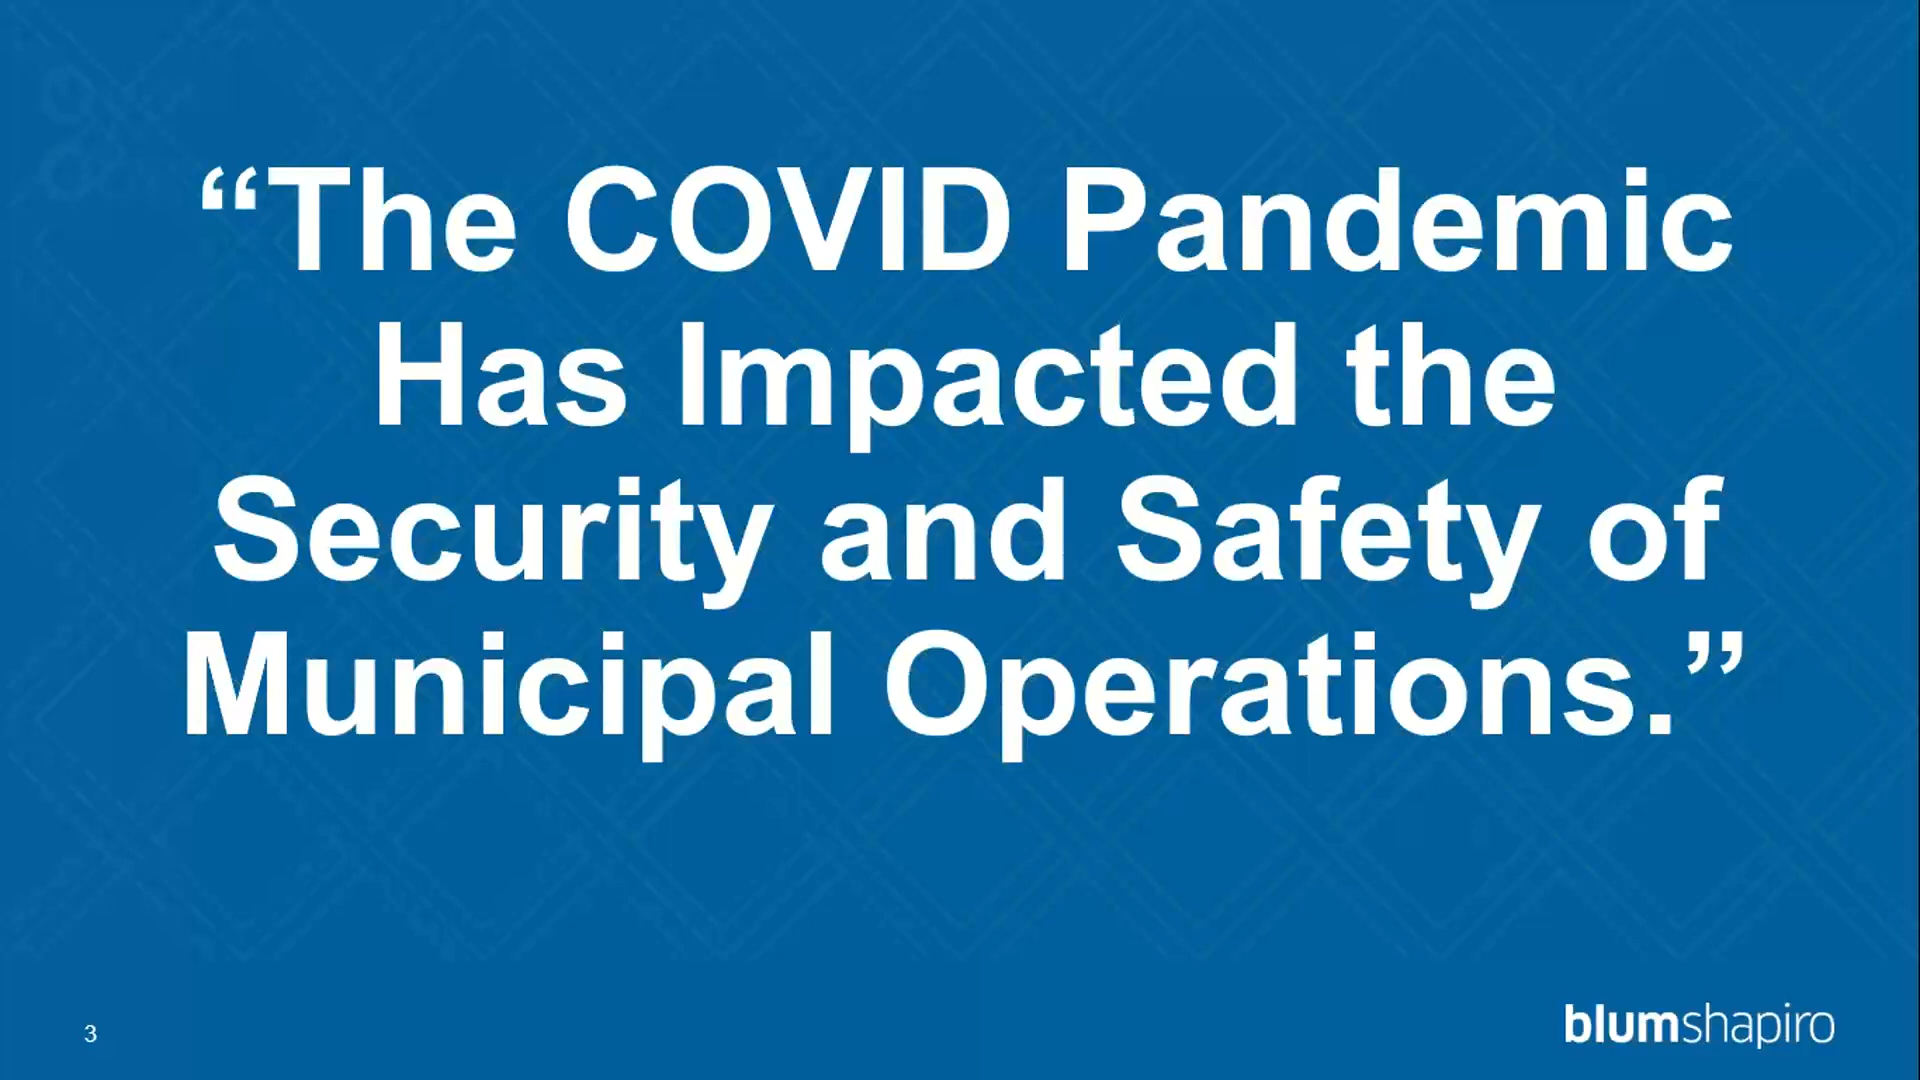 “The COVID Pandemic
Has Impacted the
Security and Safety of
Municipal Operations.”
3
blumshapiro